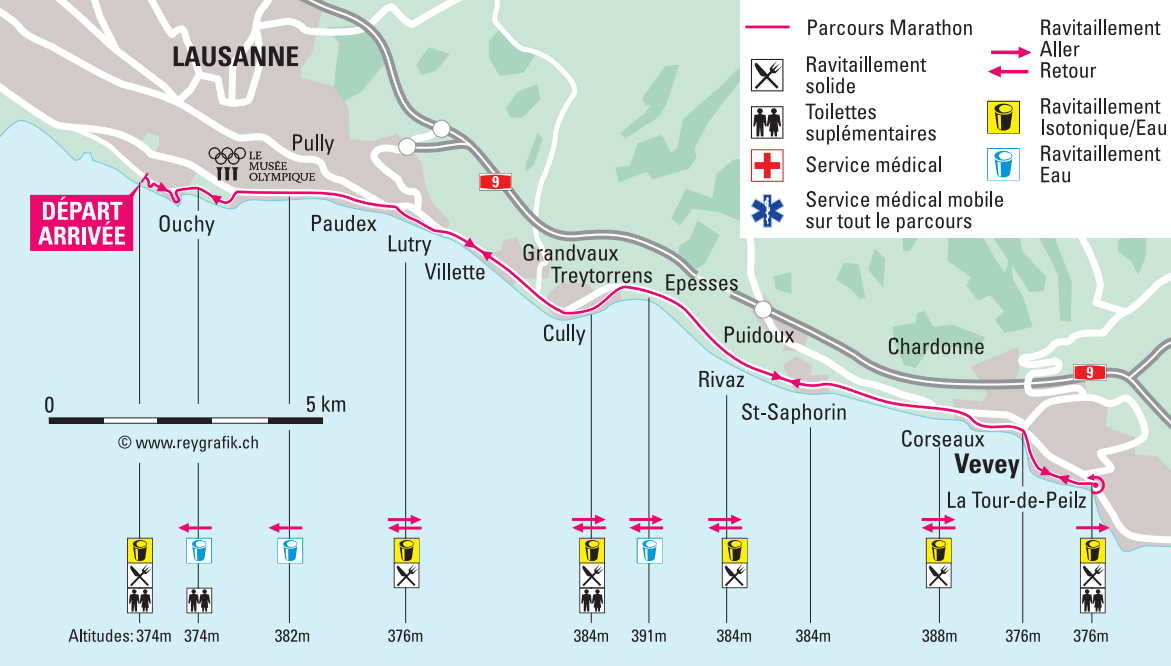 LAUSANNE
Pully
LE
MUSÉE
OLYMPIQUE
DÉPART
ARRIVÉE
Ouchy
Paudex
Lutry
Villette
9
Grandvaux
Treytorrens
Epesses
Cully
Puidoux
Rivaz
St-Saphorin
Chardonne
9
Corseaux
Vevey
La Tour-de-Peilz
0 5 km
© www.reygrafik.ch
Parcours Marathon
Ravitaillement
solide
Toilettes
suplémentaires
Service médical
Service médical mobile
sur tout le parcours
Ravitaillement
Aller
Retour
Ravitaillement
Isotonique/Eau
Ravitaillement
Eau
Altitudes: 374m 374m 382m 376m 384m 391m 384m 384m 388m 376m 376m